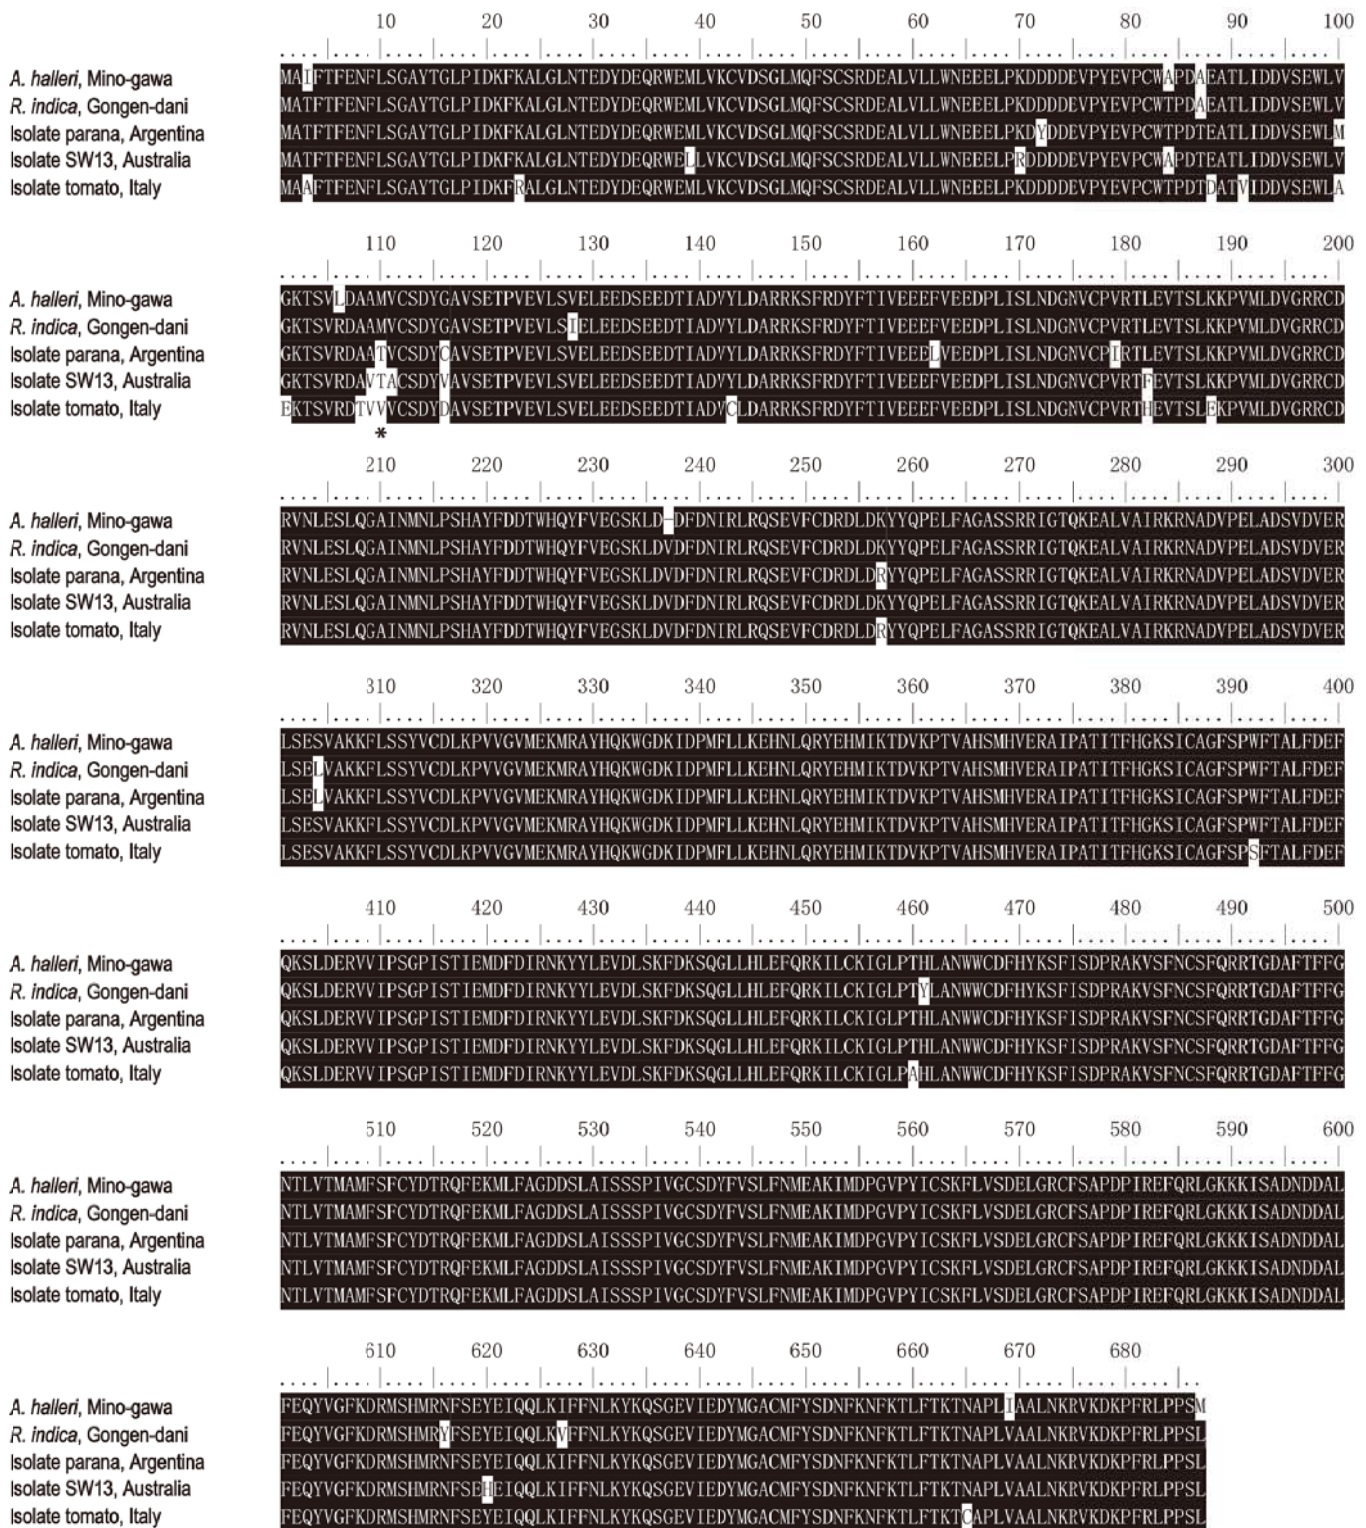 10 20 30 40 50 60 70 80 90 100
A. halleri, Mino-gawa MAIFTFENFLSGAYTGLPIDKFKALGLNTEDYDEQRWEMLVKCVDSGLMQFSCSRDEALVLLWNEEELPKDDDDEVPYEVPCWAPDAEATLIDDVSEWLV
R. indica, Gongen-dani MATFTFENFLSGAYTGLPIDKFKALGLNTEDYDEQRWEMLVKCVDSGLMQFSCSRDEALVLLWNEEELPKDDDDEVPYEVPCWTPDAEATLIDDVSEWLV
Isolate parana, Argentina MATFTFENFLSGAYTGLPIDKFKALGLNTEDYDEQRWEMLVKCVDSGLMQFSCSRDEALVLLWNEEELPKDYDDEVPYEVPCWTPDTEATLIDDVSEWLM
Isolate SW13, Australia MATFTFENFLSGAYTGLPIDKFKALGLNTEDYDEQRWELLVKCVDSGLMQFSCSRDEALVLLWNEEELPRDDDDEVPYEVPCWAPDTEATLIDDVSEWLV
Isolate tomato, Italy MAAFTFENFLSGAYTGLPIDKFRALGLNTEDYDEQRWEMLVKCVDSGLMQFSCSRDEALVLLWNEEELPKDDDDEVPYEVPCWTPDTDATVIDDVSEWLA
110 120 130 140 150 160 170 180 190 200
A. halleri, Mino-gawa GKTSVLDAAMVCSDYGAVSETPVEVLSVELEEDSEEDTIADVYLDARRKSFRDYFTIVEEEFVEEDPLISLNDGNVCPVRTLEVTSLKKPVMLDVGRRCD
R. indica, Gongen-dani GKTSVRDAAMVCSDYGAVSETPVEVLSIELEEDSEEDTIADVYLDARRKSFRDYFTIVEEEFVEEDPLISLNDGNVCPVRTLEVTSLKKPVMLDVGRRCD
Isolate parana, Argentina GKTSVRDAATVCSDYCAVSETPVEVLSVELEEDSEEDTIADVYLDARRKSFRDYFTIVEEELVEEDPLISLNDGNVCPIRTLEVTSLKKPVMLDVGRRCD
Isolate SW13, Australia GKTSVRDAVTACSDYVAVSETPVEVLSVELEEDSEEDTIADVYLDARRKSFRDYFTIVEEEFVEEDPLISLNDGNVCPVRTFEVTSLKKPVMLDVGRRCD
Isolate tomato, Italy EKTSVRDTVVVCSDYDAVSETPVEVLSVELEEDSEEDTIADVCLDARRKSFRDYFTIVEEEFVEEDPLISLNDGNVCPVRTHEVTSLEKPVMLDVGRRCD
*
210 220 230 240 250 260 270 280 290 300
A. halleri, Mino-gawa RVNLESLQGAINMNLPSHAYFDDTWHQYFVEGSKLD-DFDNIRLRQSEVFCDRDLDKYYQPELFAGASSRRIGTQKEALVAIRKRNADVPELADSVDVER
R. indica, Gongen-dani RVNLESLQGAINMNLPSHAYFDDTWHQYFVEGSKLDVDFDNIRLRQSEVFCDRDLDKYYQPELFAGASSRRIGTQKEALVAIRKRNADVPELADSVDVER
Isolate parana, Argentina RVNLESLQGAINMNLPSHAYFDDTWHQYFVEGSKLDVDFDNIRLRQSEVFCDRDLDRYYQPELFAGASSRRIGTQKEALVAIRKRNADVPELADSVDVER
Isolate SW13, Australia RVNLESLQGAINMNLPSHAYFDDTWHQYFVEGSKLDVDFDNIRLRQSEVFCDRDLDKYYQPELFAGASSRRIGTQKEALVAIRKRNADVPELADSVDVER
Isolate tomato, Italy RVNLESLQGAINMNLPSHAYFDDTWHQYFVEGSKLDVDFDNIRLRQSEVFCDRDLDRYYQPELFAGASSRRIGTQKEALVAIRKRNADVPELADSVDVER
310 320 330 340 350 360 370 380 390 400
A. halleri, Mino-gawa LSESVAKKFLSSYVCDLKPVVGVMEKMRAYHQKWGDKIDPMFLLKEHNLQRYEHMIKTDVKPTVAHSMHVERAIPATITFHGKSICAGFSPWFTALFDEF
R. indica, Gongen-dani LSELVAKKFLSSYVCDLKPVVGVMEKMRAYHQKWGDKIDPMFLLKEHNLQRYEHMIKTDVKPTVAHSMHVERAIPATITFHGKSICAGFSPWFTALFDEF
Isolate parana, Argentina LSELVAKKFLSSYVCDLKPVVGVMEKMRAYHQKWGDKIDPMFLLKEHNLQRYEHMIKTDVKPTVAHSMHVERAIPATITFHGKSICAGFSPWFTALFDEF
Isolate SW13, Australia LSESVAKKFLSSYVCDLKPVVGVMEKMRAYHQKWGDKIDPMFLLKEHNLQRYEHMIKTDVKPTVAHSMHVERAIPATITFHGKSICAGFSPWFTALFDEF
Isolate tomato, Italy LSESVAKKFLSSYVCDLKPVVGVMEKMRAYHQKWGDKIDPMFLLKEHNLQRYEHMIKTDVKPTVAHSMHVERAIPATITFHGKSICAGFSPSFTALFDEF
410 420 430 440 450 460 470 480 490 500
A. halleri, Mino-gawa QKSLDERVVIPSGPISTIEMDFDIRNKYYLEVDLSKFDKSQGLLHLEFQRKILCKIGLPTHLANWWCDFHYKSFISDPRAKVSFNCSFQRRTGDAFTFFG
R. indica, Gongen-dani QKSLDERVVIPSGPISTIEMDFDIRNKYYLEVDLSKFDKSQGLLHLEFQRKILCKIGLPTYLANWWCDFHYKSFISDPRAKVSFNCSFQRRTGDAFTFFG
Isolate parana, Argentina QKSLDERVVIPSGPISTIEMDFDIRNKYYLEVDLSKFDKSQGLLHLEFQRKILCKIGLPTHLANWWCDFHYKSFISDPRAKVSFNCSFQRRTGDAFTFFG
Isolate SW13, Australia QKSLDERVVIPSGPISTIEMDFDIRNKYYLEVDLSKFDKSQGLLHLEFQRKILCKIGLPTHLANWWCDFHYKSFISDPRAKVSFNCSFQRRTGDAFTFFG
Isolate tomato, Italy QKSLDERVVIPSGPISTIEMDFDIRNKYYLEVDLSKFDKSQGLLHLEFQRKILCKIGLPAHLANWWCDFHYKSFISDPRAKVSFNCSFQRRTGDAFTFFG
510 520 530 540 550 560 570 580 590 600
A. halleri, Mino-gawa NTLVTMAMFSFCYDTRQFEKMLFAGDDSLAISSSPIVGCSDYFVSLFNMEAKIMDPGVPYICSKFLVSDELGRCFSAPDPIREFQRLGKKKISADNDDAL
R. indica, Gongen-dani NTLVTMAMFSFCYDTRQFEKMLFAGDDSLAISSSPIVGCSDYFVSLFNMEAKIMDPGVPYICSKFLVSDELGRCFSAPDPIREFQRLGKKKISADNDDAL
Isolate parana, Argentina NTLVTMAMFSFCYDTRQFEKMLFAGDDSLAISSSPIVGCSDYFVSLFNMEAKIMDPGVPYICSKFLVSDELGRCFSAPDPIREFQRLGKKKISADNDDAL
Isolate SW13, Australia NTLVTMAMFSFCYDTRQFEKMLFAGDDSLAISSSPIVGCSDYFVSLFNMEAKIMDPGVPYICSKFLVSDELGRCFSAPDPIREFQRLGKKKISADNDDAL
Isolate tomato, Italy NTLVTMAMFSFCYDTRQFEKMLFAGDDSLAISSSPIVGCSDYFVSLFNMEAKIMDPGVPYICSKFLVSDELGRCFSAPDPIREFQRLGKKKISADNDDAL
610 620 630 640 650 660 670 680
A. halleri, Mino-gawa FEQYVGFKDRMSHMRNFSEYEIQQLKIFFNLKYKQSGEVIEDYMGACMFYSDNFKNFKTLFTKTNAPLIAALNKRVKDKPFRLPPSM
R. indica, Gongen-dani FEQYVGFKDRMSHMRYFSEYEIQQLKVFFNLKYKQSGEVIEDYMGACMFYSDNFKNFKTLFTKTNAPLVAALNKRVKDKPFRLPPSL
Isolate parana, Argentina FEQYVGFKDRMSHMRNFSEYEIQQLKIFFNLKYKQSGEVIEDYMGACMFYSDNFKNFKTLFTKTNAPLVAALNKRVKDKPFRLPPSL
Isolate SW13, Australia FEQYVGFKDRMSHMRNFSEHEIQQLKIFFNLKYKQSGEVIEDYMGACMFYSDNFKNFKTLFTKTNAPLVAALNKRVKDKPFRLPPSL
Isolate tomato, Italy FEQYVGFKDRMSHMRNFSEYEIQQLKIFFNLKYKQSGEVIEDYMGACMFYSDNFKNFKTLFTKTCAPLVAALNKRVKDKPFRLPPSL